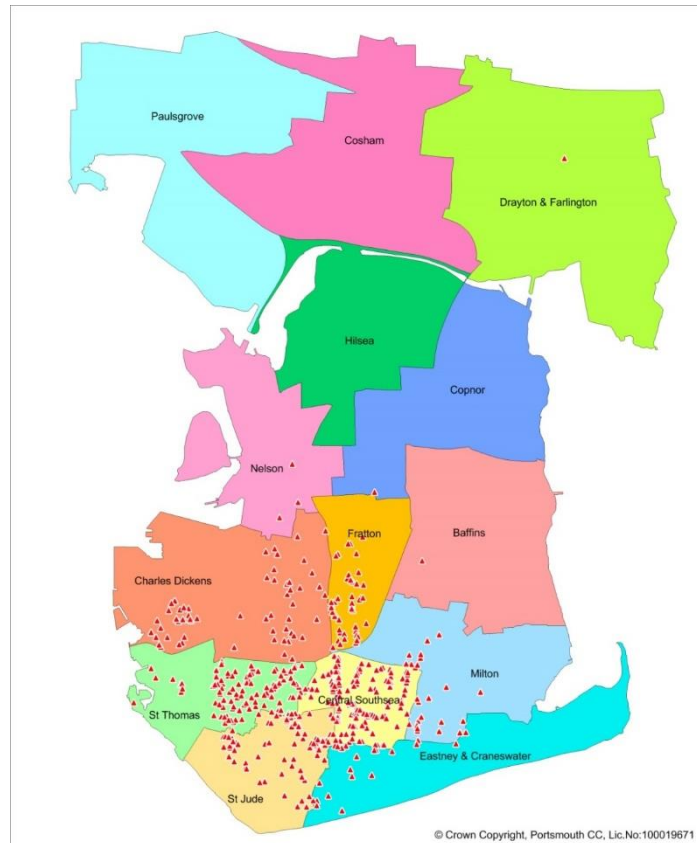 Paulsgrove
Cosham
Drayton & Farlington
Hilsea
Copnor
Nelson
Fratton
Baffins
Charles Dickens
Milton
St Thomas
Central Southsea
Eastney & Craneswater
St Jude
© Crown Copyright, Portsmouth CC, Lic.No:100019671